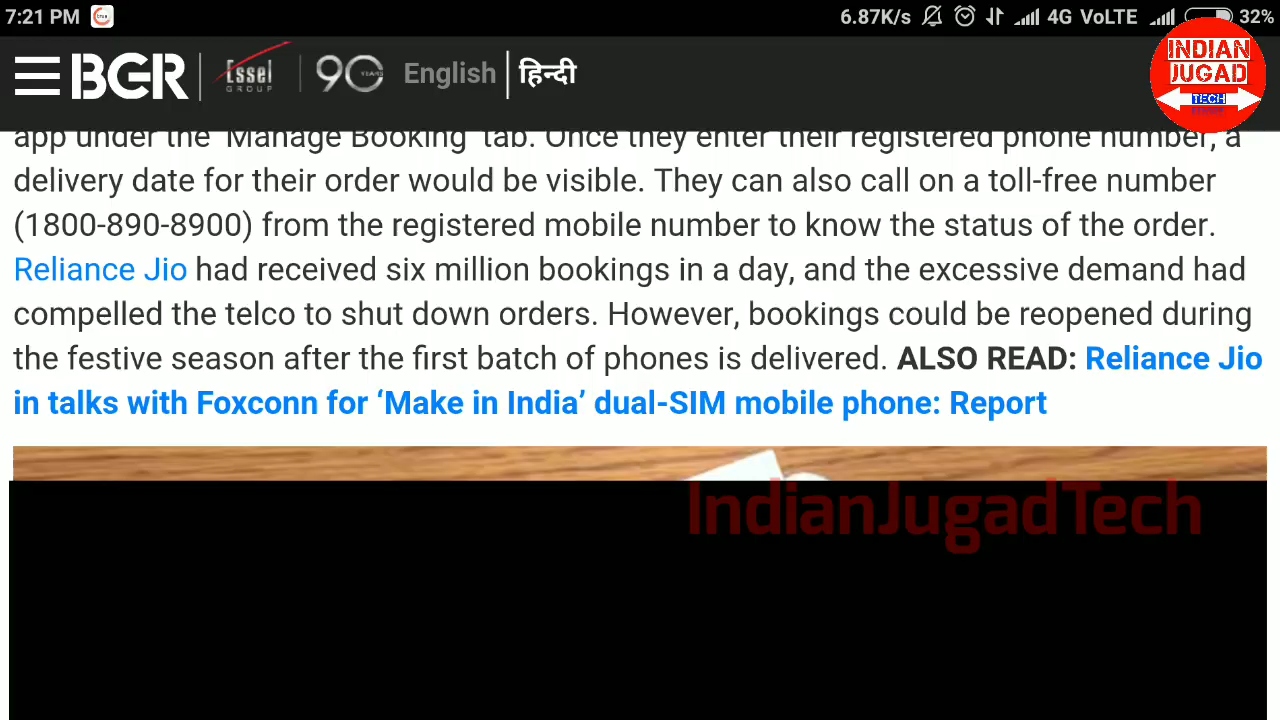 7:21 PM
6.87K/s 4G VoLTE 32%
BGR Essel GROUP 90 YEARS English हिन्दी
INDIAN
JUGAD
TECH
app under the 'Manage Booking' tab. Once they enter their registered phone number, a
delivery date for their order would be visible. They can also call on a toll-free number
(1800-890-8900) from the registered mobile number to know the status of the order.
Reliance Jio had received six million bookings in a day, and the excessive demand had
compelled the telco to shut down orders. However, bookings could be reopened during
the festive season after the first batch of phones is delivered. ALSO READ: Reliance Jio
in talks with Foxconn for ‘Make in India’ dual-SIM mobile phone: Report
IndianJugadTech